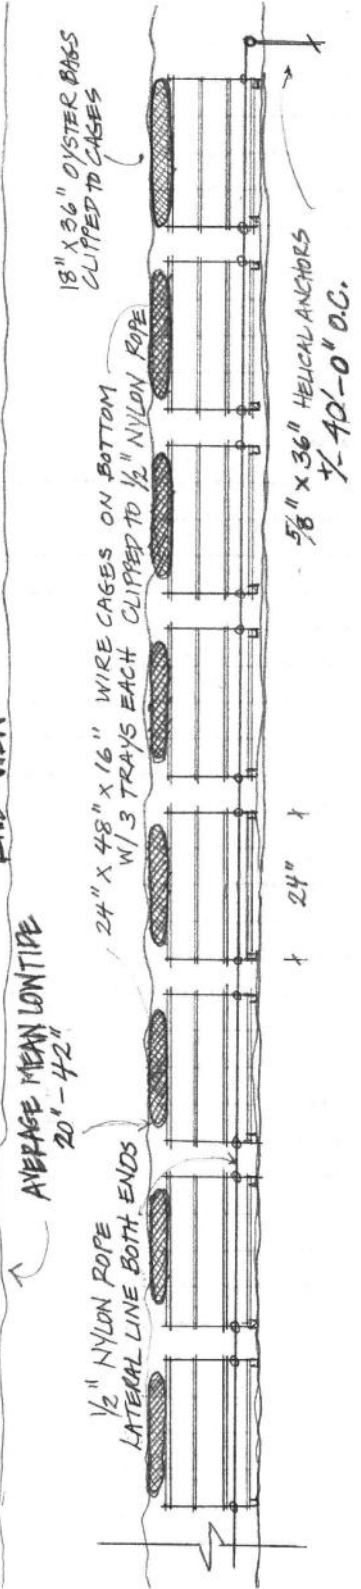 AVERAGE MEAN LOW TIDE
20"-42"
1/2" NYLON ROPE
LATERAL LINE BOTH ENDS
24" X 48" X 16" WIRE CAGES ON BOTTOM
W/3 TRAYS EACH CLIPPED TO 1/2" NYLON ROPE
18" X 36" OYSTER BAGS
CLIPPED TO CAGES
24"
5/8" X 36" HELICAL ANCHORS
+/- 40'-0" O.C.